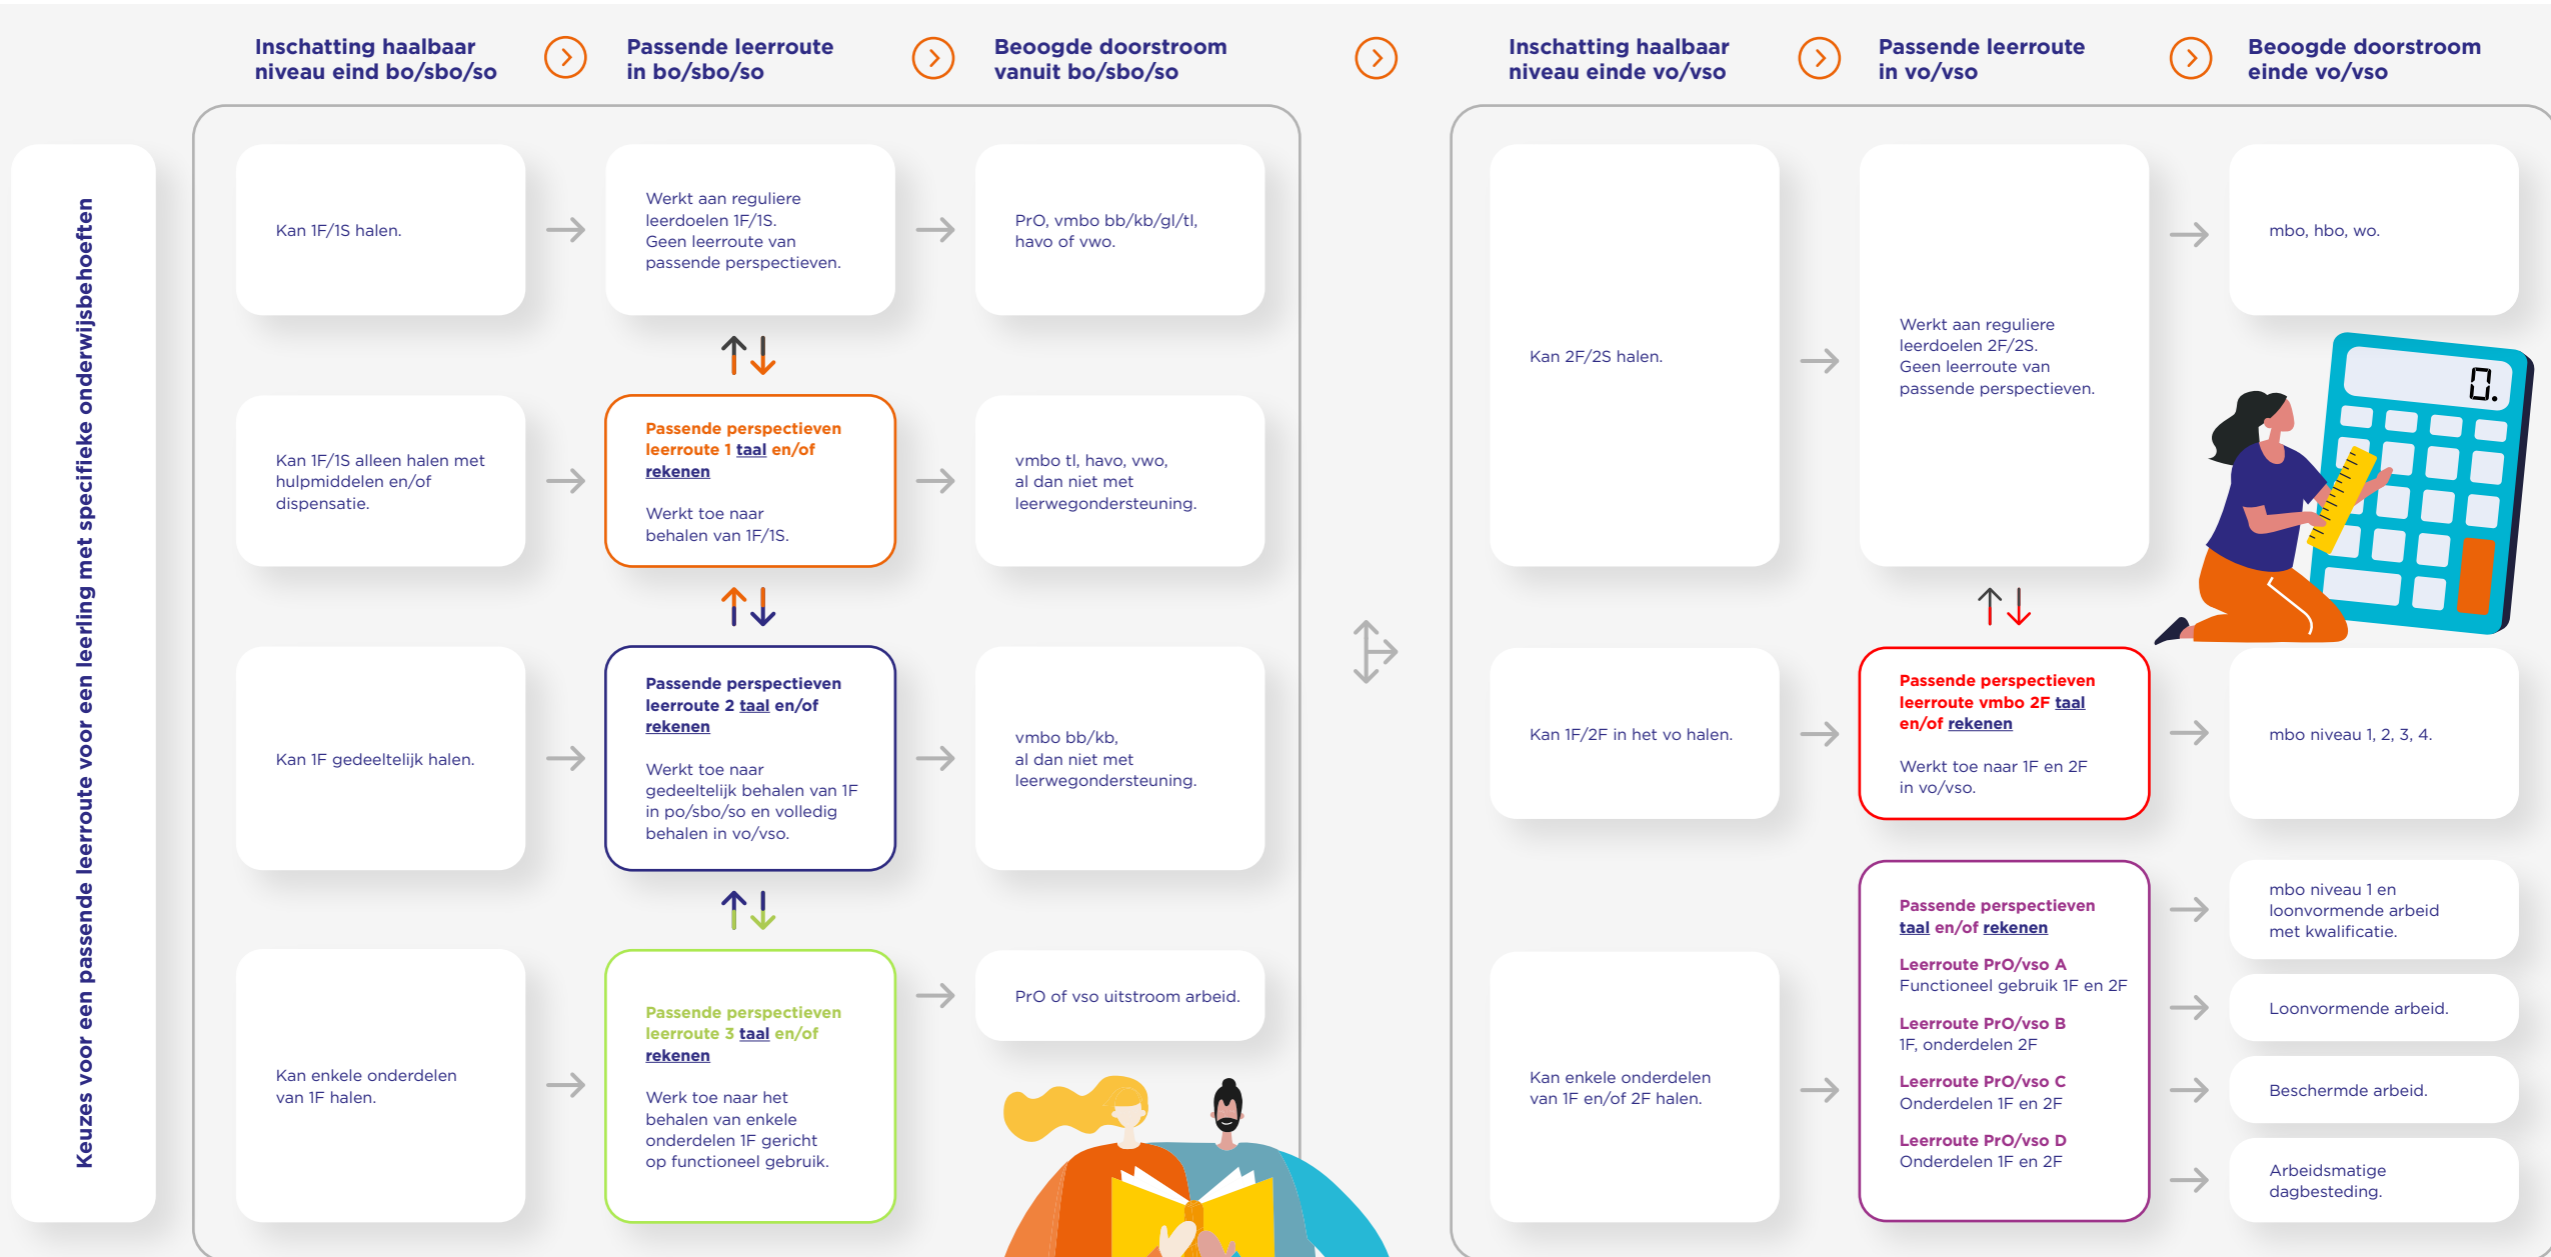 Inschatting haalbaar
niveau eind bo/sbo/so
Passende leerroute
in bo/sbo/so
Beoogde doorstroom
vanuit bo/sbo/so
Inschatting haalbaar
niveau einde vo/vso
Passende leerroute
in vo/vso
Beoogde doorstroom
einde vo/vso
Keuzes voor een passende leerroute voor een leerling met specifieke onderwijsbehoeften
Kan 1F/1S halen.
Werkt aan reguliere
leerdoelen 1F/1S.
Geen leerroute van
passende perspectieven.
PrO, vmbo bb/kb/gl/tl,
havo of vwo.
Kan 1F/1S alleen halen met
hulpmiddelen en/of
dispensatie.
Passende perspectieven
leerroute 1 taal en/of
rekenen
Werkt toe naar
behalen van 1F/1S.
vmbo tl, havo, vwo,
al dan niet met
leerwegondersteuning.
Kan 1F gedeeltelijk halen.
Passende perspectieven
leerroute 2 taal en/of
rekenen
Werkt toe naar
gedeeltelijk behalen van 1F
in po/sbo/so en volledig
behalen in vo/vso.
vmbo bb/kb,
al dan niet met
leerwegondersteuning.
Kan enkele onderdelen
van 1F halen.
Passende perspectieven
leerroute 3 taal en/of
rekenen
Werk toe naar het
behalen van enkele
onderdelen 1F gericht
op functioneel gebruik.
PrO of vso uitstroom arbeid.
Kan 2F/2S halen.
Werkt aan reguliere
leerdoelen 2F/2S.
Geen leerroute van
passende perspectieven.
mbo, hbo, wo.
0.
Kan 1F/2F in het vo halen.
Passende perspectieven
leerroute vmbo 2F taal
en/of rekenen
Werkt toe naar 1F en 2F
in vo/vso.
mbo niveau 1, 2, 3, 4.
Kan enkele onderdelen
van 1F en/of 2F halen.
Passende perspectieven
taal en/of rekenen
Leerroute PrO/vso A
Functioneel gebruik 1F en 2F
Leerroute PrO/vso B
1F, onderdelen 2F
Leerroute PrO/vso C
Onderdelen 1F en 2F
Leerroute PrO/vso D
Onderdelen 1F en 2F
mbo niveau 1 en
loonvormende arbeid
met kwalificatie.
Loonvormende arbeid.
Beschermde arbeid.
Arbeidsmatige
dagbesteding.